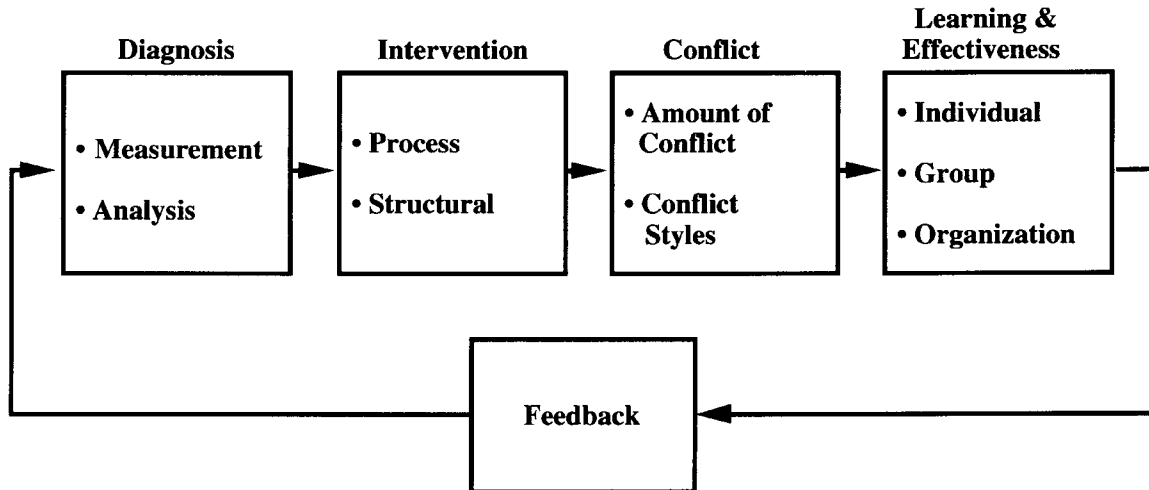 Diagnosis
• Measurement
• Analysis
Intervention
• Process
• Structural
Conflict
• Amount of
Conflict
• Conflict
Styles
Learning &
Effectiveness
• Individual
• Group
• Organization
Feedback